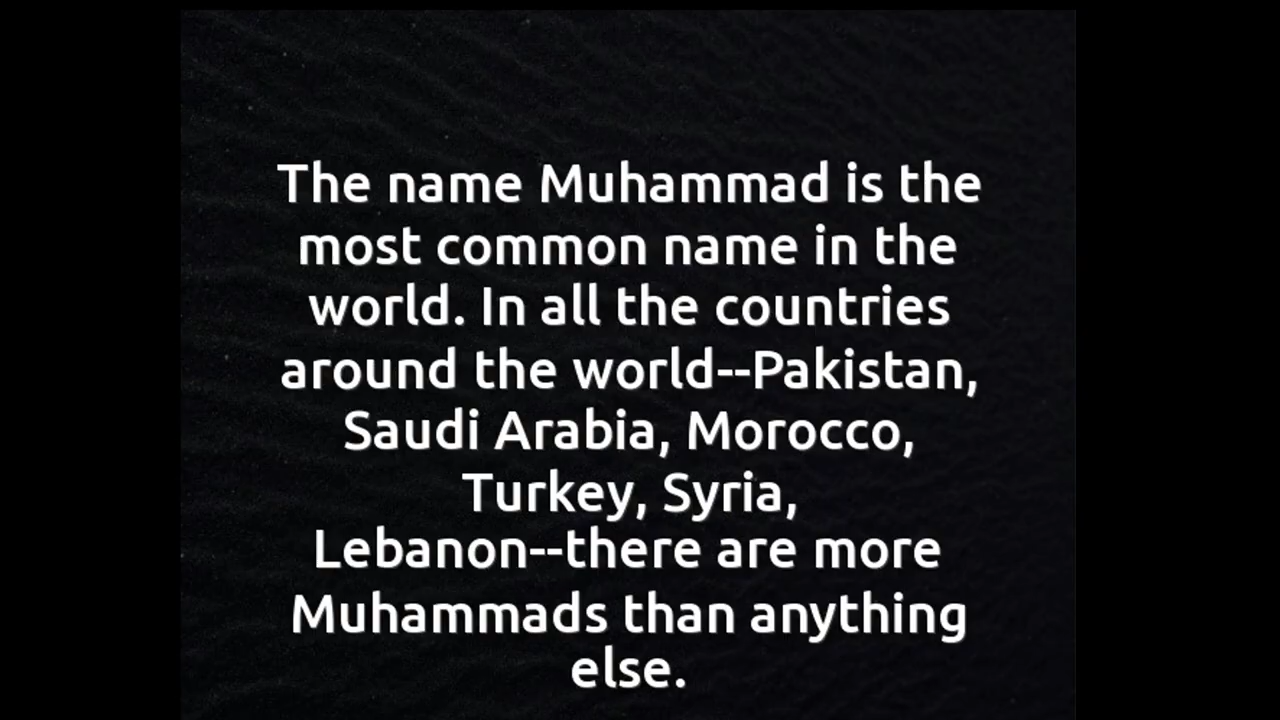 The name Muhammad is the
most common name in the
world. In all the countries
around the world--Pakistan,
Saudi Arabia, Morocco,
Turkey, Syria,
Lebanon--there are more
Muhammads than anything
else.